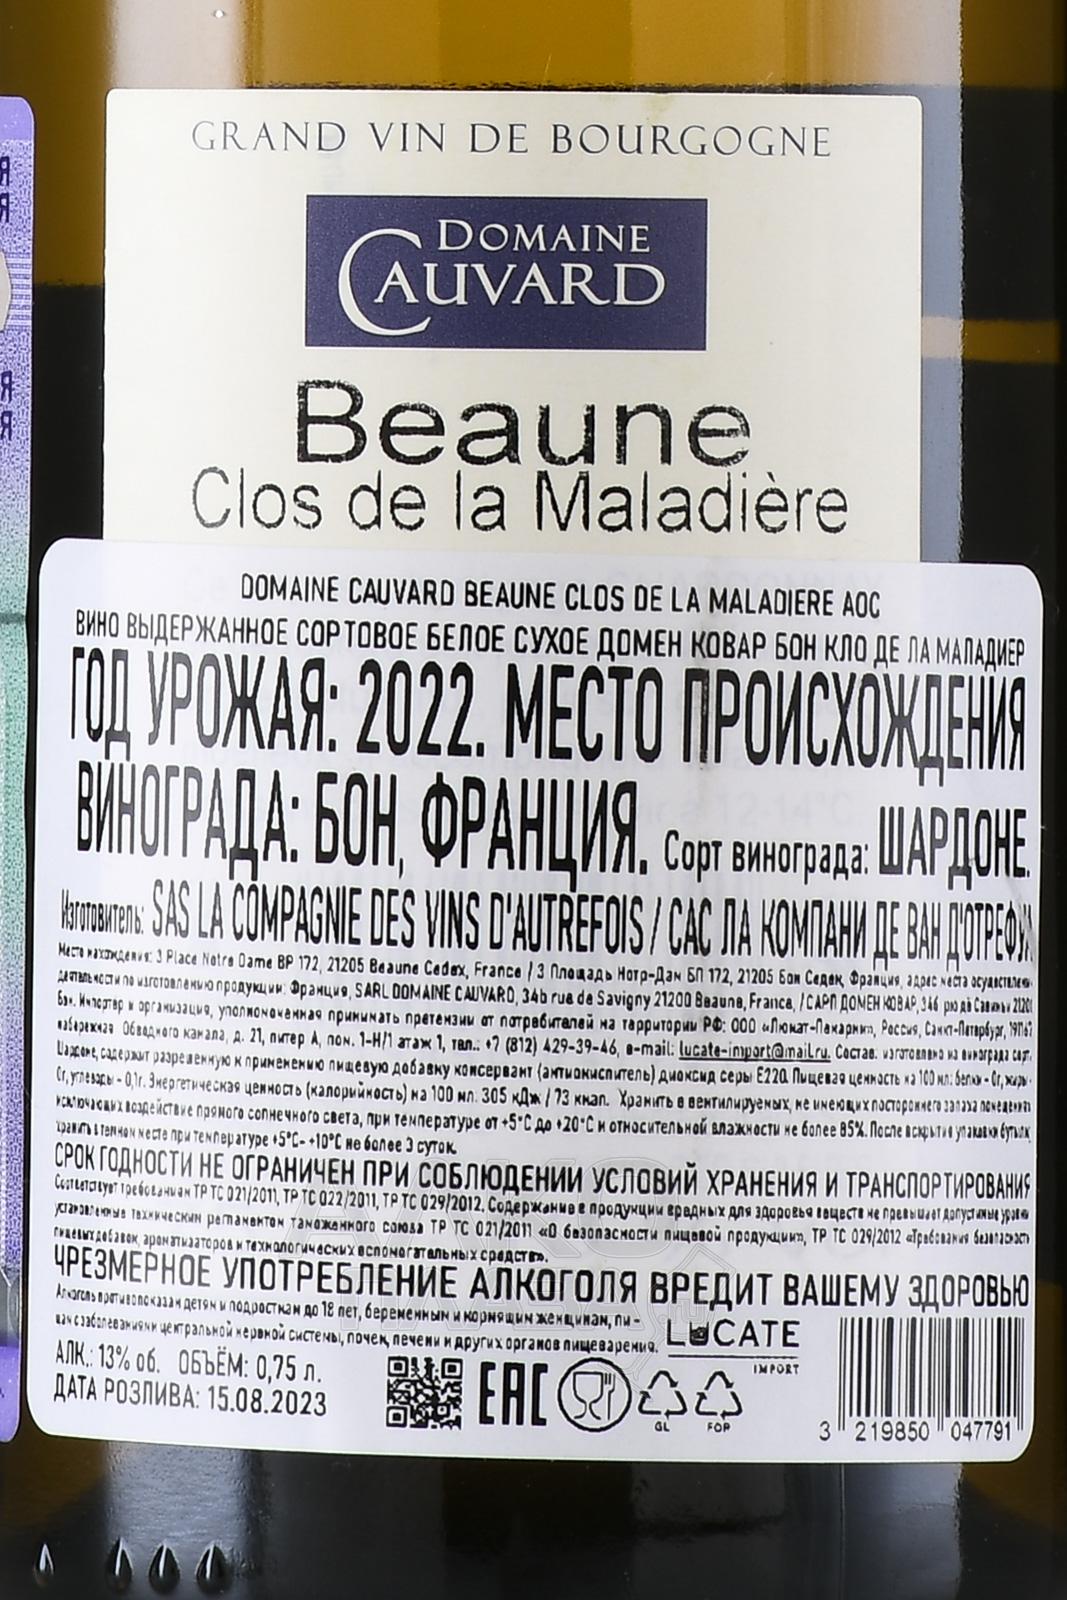 GRAND VIN DE BOURGOGNE
DOMAINE
CAUVARD
Beaune
Clos de la Maladière
DOMAINE CAUVARD BEAUNE CLOS DE LA MALADIERE AOC
ВИНО ВЫДЕРЖАННОЕ СОРТОВОЕ БЕЛОЕ СУХОЕ ДОМЕН КОВАР БОН КЛО ДЕ ЛА МАЛАДИЕР
ГОД УРОЖАЯ: 2022. МЕСТО ПРОИСХОЖДЕНИЯ
ВИНОГРАДА: БОН, ФРАНЦИЯ. Сорт винограда: ШАРДОНЕ.
Изготовитель: SAS LA COMPAGNIE DES VINS D'AUTREFOIS / САС ЛА КОМПАНИ ДЕ ВАН Д'ОТРЕФУА
Место нахождения: 3 Place Notre Dame BP 172, 21205 Beaune Cedex, France / 3 Площадь Нотр-Дам БП 172, 21205 Бон Седек, Франция, адрес места осуществлени-
деятельности по изготовлению продукции: Франция, SARL DOMAINE CAUVARD, 34b rue de Savigny 21200 Beaune, France, / САРЛ ДОМЕН КОВАР, 34б рю дё Савиньи 21201
Бон. Импортер и организация, уполномоченная принимать претензии от потребителей на территории РФ: ООО «Люкат-Панарин», Россия, Санкт-Петербург,
набережная Обводного канала, д. 21, литер А, пом. 1-Н/1 этаж 1, тел.: +7 (812) 429-39-46, e-mail: lucate-import@mail.ru. Состав: изготовлено из винограда сорт.
Шардоне, содержит разрешенную к применению пищевую добавку консервант (антиокислитель) диоксид серы Е220. Пищевая ценность на 100 мл: белки - 0г, жиры -
0г, углеводы - 0,1г. Энергетическая ценность (калорийность) на 100 мл: 305 кДж / 73 ккал. Хранить в вентилируемых, не имеющих постороннего запаха помещениях
исключающих воздействие прямого солнечного света, при температуре от +5°С до +20°С и относительной влажности не более 85%. После вскрытия упаковки бутылк.
хранить в темном месте при температуре +5°С- +10°С не более 3 суток.
СРОК ГОДНОСТИ НЕ ОГРАНИЧЕН ПРИ СОБЛЮДЕНИИ УСЛОВИЙ ХРАНЕНИЯ И ТРАНСПОРТИРОВАНИЯ
Соответствует требованиям ТР ТС 021/2011, ТР ТС 022/2011, ТР ТС 029/2012. Содержание в продукции вредных для здоровья веществ не превышает допустимые уровни
установленные техническим регламентом таможенного союза ТР ТС 021/2011 «О безопасности пищевой продукции», ТР ТС 029/2012 «Требования безопасност
пищевых добавок, ароматизаторов и технологических вспомогательных средств».
ЧРЕЗМЕРНОЕ УПОТРЕБЛЕНИЕ АЛКОГОЛЯ ВРЕДИТ ВАШЕМУ ЗДОРОВЬЮ
Алкоголь противопоказан детям и подросткам до 18 лет, беременным и кормящим женщинам, ли-
цам с заболеваниями центральной нервной системы, почек, печени и других органов пищеварения.
LUCATE
IMPORT
АЛК.: 13% об. ОБЪЁМ: 0,75 л.
ДАТА РОЗЛИВА: 15.08.2023
EAC
GL
FOR
3 219850 047791